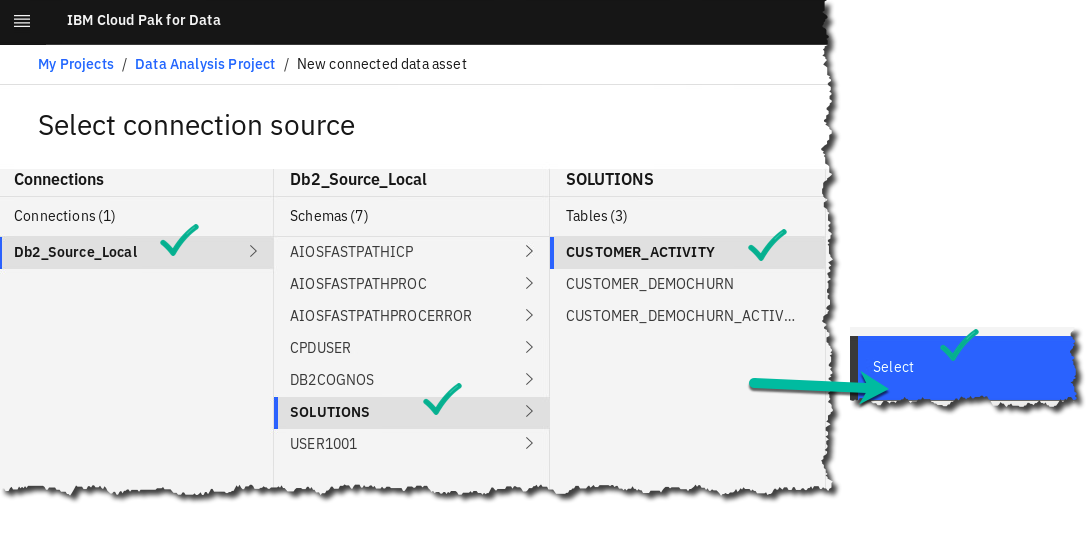 IBM Cloud Pak for Data
My Projects / Data Analysis Project / New connected data asset
Select connection source
Connections
Connections (1)
Db2_Source_Local
Db2_Source_Local
Schemas (7)
AIOSFASTPATHICP
AIOSFASTPATHPROC
AIOSFASTPATHPROCERROR
CPDUSER
DB2COGNOS
SOLUTIONS
USER1001
SOLUTIONS
Tables (3)
CUSTOMER_ACTIVITY
CUSTOMER_DEMOCHURN
CUSTOMER_DEMOCHURN_ACTIV...
Select